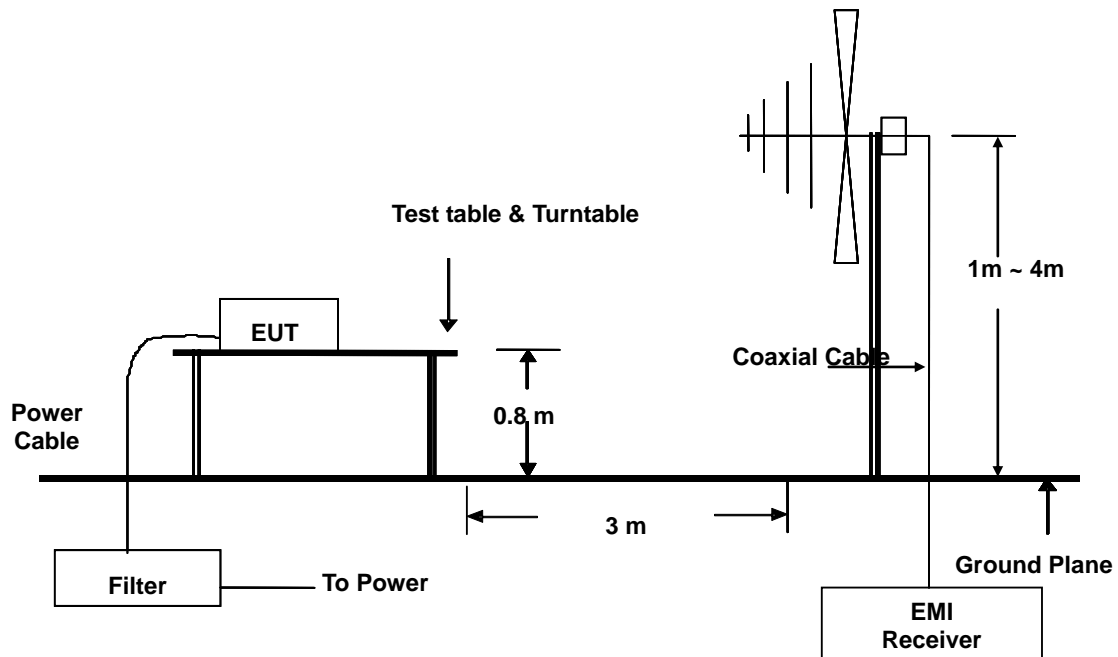 Test table & Turntable
1m ~ 4m
EUT
Coaxial Cable
0.8 m
Power
Cable
3 m
Ground Plane
Filter
To Power
EMI
Receiver